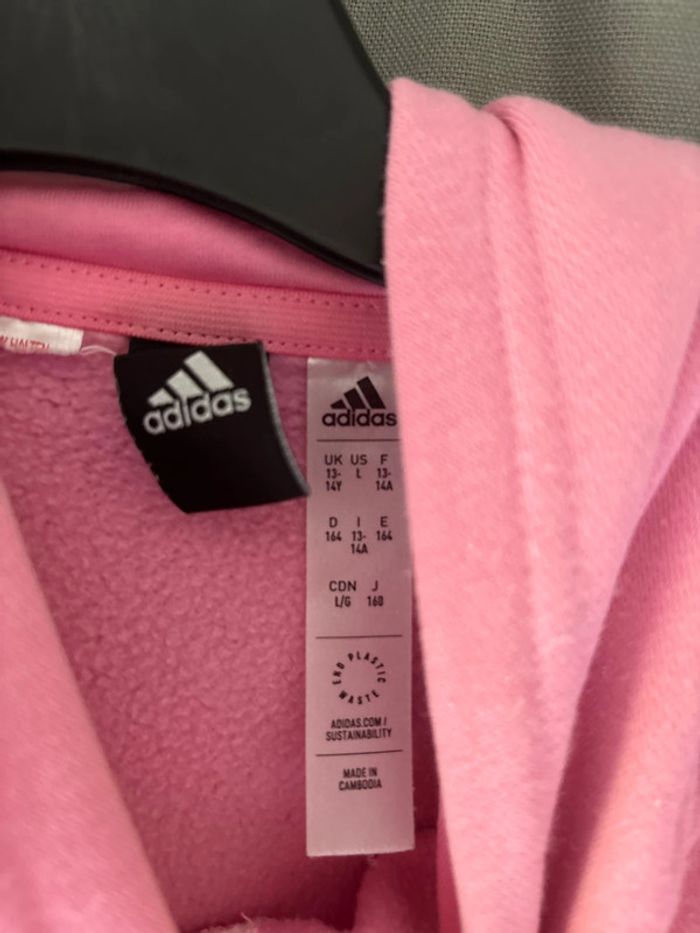 adidas
adidas
UK US F
13- L 13-
14Y 14A
D I E
164 13- 164
14A
CDN J
L/G 160
END PLASTIC WASTE
ADIDAS.COM/
SUSTAINABILITY
MADE IN
CAMBODIA